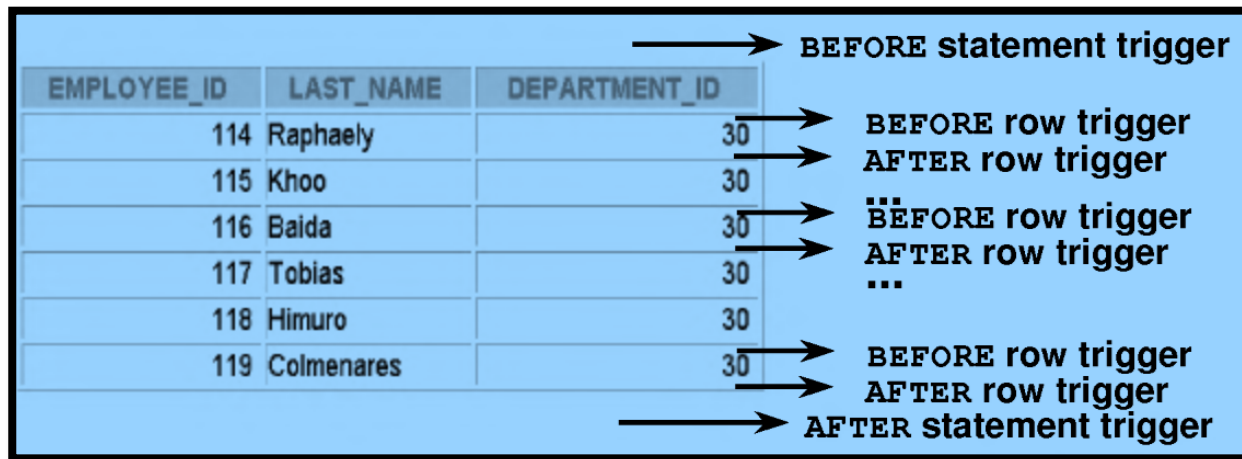 BEFORE statement trigger
EMPLOYEE_ID LAST_NAME DEPARTMENT_ID
BEFORE row trigger
114 Raphaely 30
AFTER row trigger
115 Khoo 30
...
BEFORE row trigger
116 Baida 30
AFTER row trigger
117 Tobias 30
...
118 Himuro 30
BEFORE row trigger
119 Colmenares 30
AFTER row trigger
AFTER statement trigger